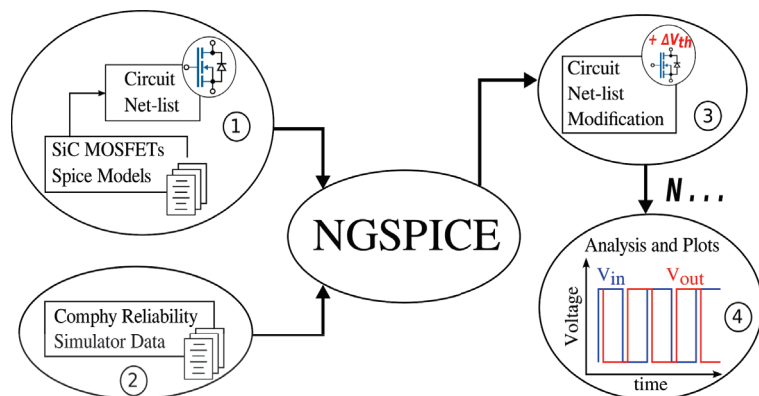 Circuit
Net-list
1
SiC MOSFETs
Spice Models
Comphy Reliability
Simulator Data
2
NGSPICE
+ ΔVth
Circuit
Net-list
Modification
3
N...
Analysis and Plots
Vin
Vout
Voltage
time
4